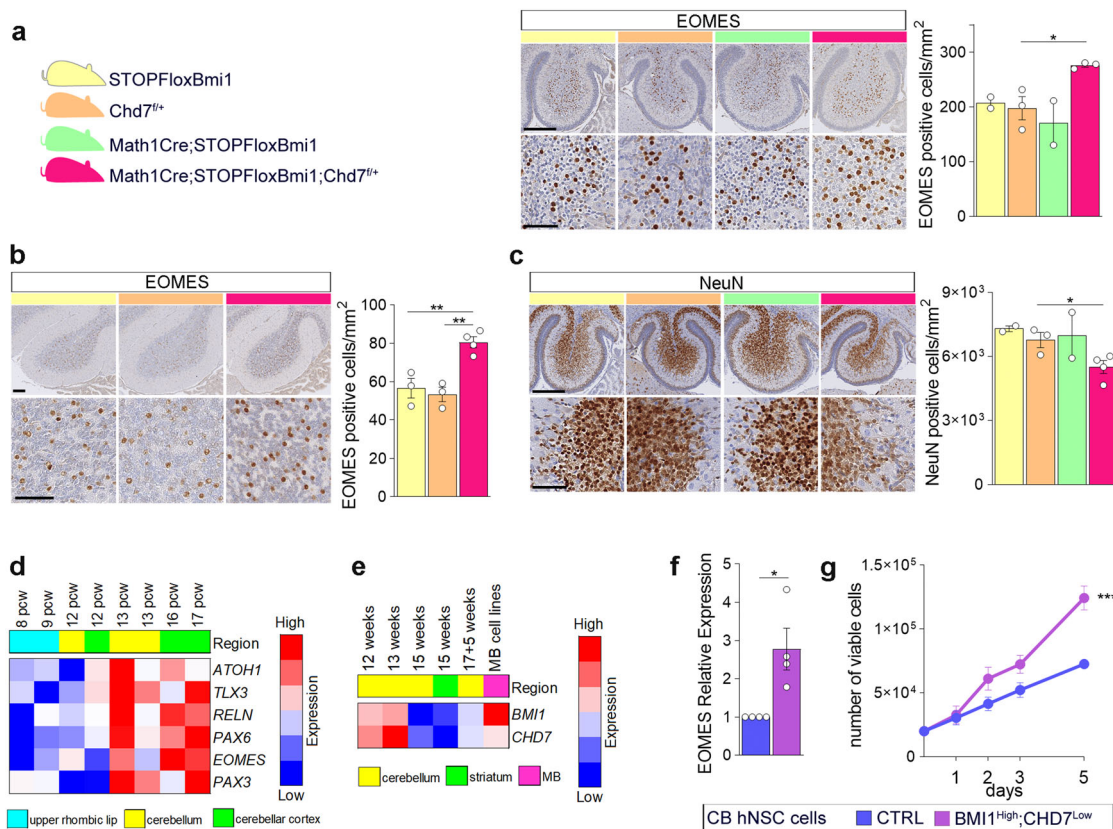 a
STOPFloxBmi1
Chd7f/+
Math1Cre;STOPFloxBmi1
Math1Cre;STOPFloxBmi1;Chd7f/+
EOMES
EOMES positive cells/mm2
300
200
100
0
*
b
EOMES
EOMES positive cells/mm2
100
80
60
40
20
0
**
**
c
NeuN
NeuN positive cells/mm2
9×10³
6×10³
3×10³
0
*
d
8 pcw
9 pcw
12 pcw
12 pcw
13 pcw
13 pcw
16 pcw
17 pcw
Region
ATOH1
TLX3
RELN
PAX6
EOMES
PAX3
High
Expression
Low
upper rhombic lip
cerebellum
cerebellar cortex
e
12 weeks
13 weeks
15 weeks
15 weeks
17+5 weeks
MB cell lines
Region
BMI1
CHD7
High
Expression
Low
cerebellum
striatum
MB
f
EOMES Relative Expression
5
4
3
2
1
0
*
g
number of viable cells
1.5×10⁵
1×10⁵
5×10⁴
0
1
2
3
5
days
***
CB hNSC cells
CTRL
BMI1High;CHD7Low